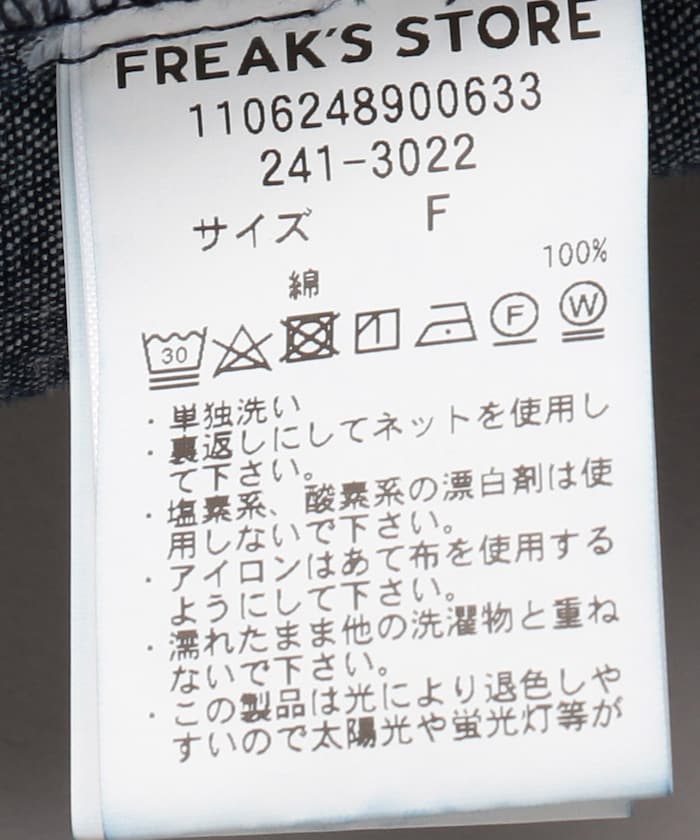 FREAK'S STORE
1106248900633
241-3022
サイズ F
綿 100%
30 F W
・単独洗い
・裏返しにしてネットを使用し
て下さい。
・塩素系、酸素系の漂白剤は使
用しないで下さい。
・アイロンはあて布を使用する
ようにして下さい。
・濡れたまま他の洗濯物と重ね
ないで下さい。
・この製品は光により退色しや
すいので太陽光や蛍光灯等が